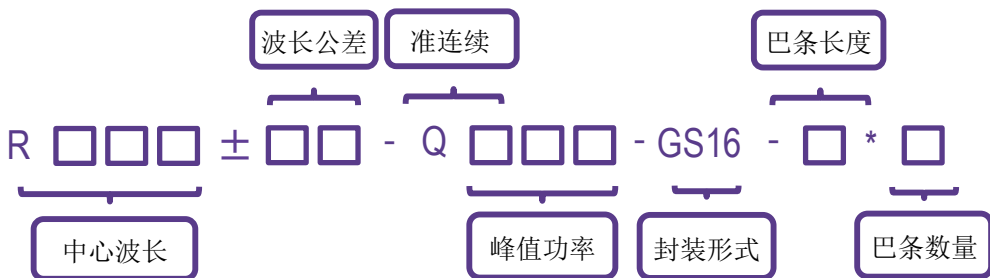 波长公差 准连续 巴条长度
R □□□ ± □□ - Q □□□ - GS16 - □ * □
中心波长 峰值功率 封装形式 巴条数量